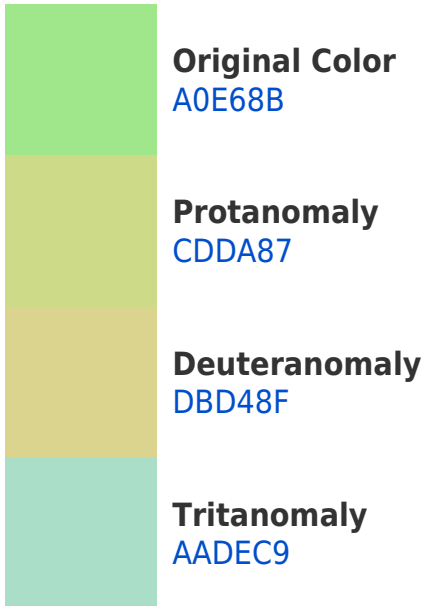 Original Color
A0E68B
Protanomaly
CDDA87
Deuteranomaly
DBD48F
Tritanomaly
AADEC9